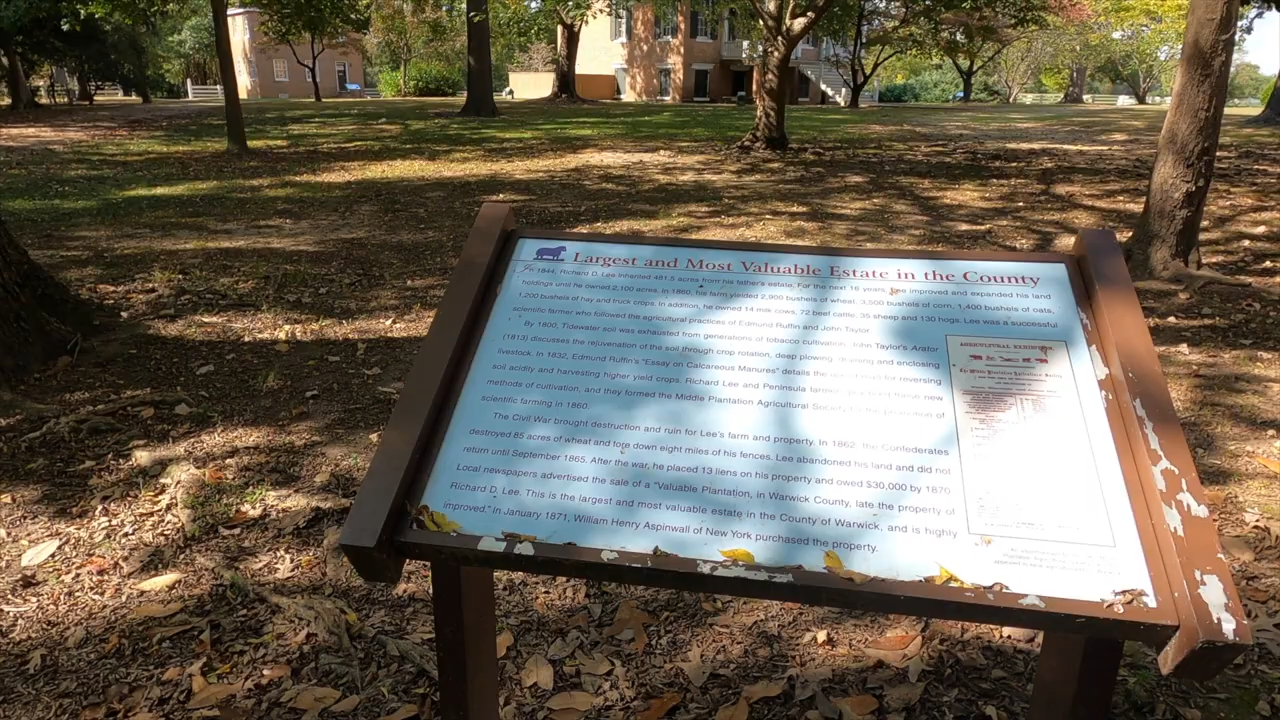 Largest and Most Valuable Estate in the County
In 1844, Richard D. Lee inherited 481.5 acres from his father's estate. For the next 16 years, Lee improved and expanded his land
holdings until he owned 2,100 acres. In 1860, his farm yielded 2,900 bushels of wheat, 3,500 bushels of corn, 1,400 bushels of oats,
1,200 bushels of hay and truck crops. In addition, he owned 14 milk cows, 72 beef cattle, 35 sheep and 130 hogs. Lee was a successful
scientific farmer who followed the agricultural practices of Edmund Ruffin and John Taylor.
By 1800, Tidewater soil was exhausted from generations of tobacco cultivation. John Taylor's Arator
(1813) discusses the rejuvenation of the soil through crop rotation, deep plowing, draining and enclosing
livestock. In 1832, Edmund Ruffin's "Essay on Calcareous Manures" details the for reversing
soil acidity and harvesting higher yield crops. Richard Lee and Peninsula farmers these new
methods of cultivation, and they formed the Middle Plantation Agricultural Society for the promotion of
scientific farming in 1860.
The Civil War brought destruction and ruin for Lee's farm and property. In 1862, the Confederates
destroyed 85 acres of wheat and tore down eight miles of his fences. Lee abandoned his land and did not
return until September 1865. After the war, he placed 13 liens on his property and owed $30,000 by 1870
Local newspapers advertised the sale of a "Valuable Plantation, in Warwick County, late the property of
Richard D. Lee. This is the largest and most valuable estate in the County of Warwick, and is highly
improved." In January 1871, William Henry Aspinwall of New York purchased the property.
AGRICULTURAL EXHIBITION